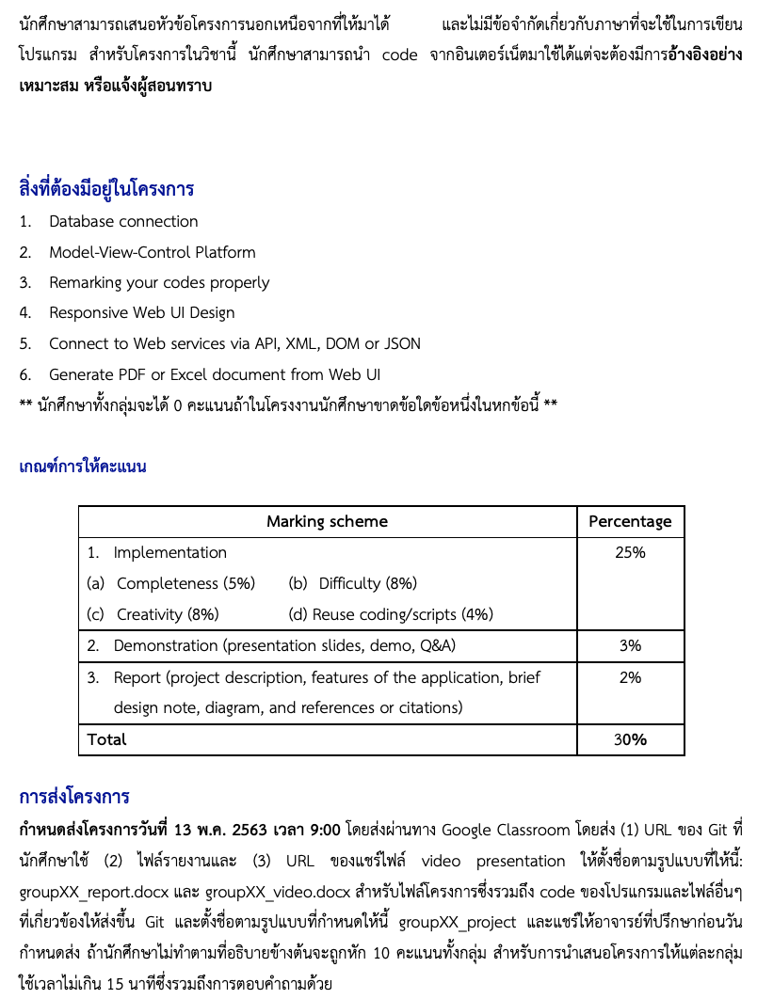 นักศึกษาสามารถเสนอหัวข้อโครงการนอกเหนือจากที่ให้มาได้ และไม่มีข้อจำกัดเกี่ยวกับภาษาที่จะใช้ในการเขียน
โปรแกรม สำหรับโครงการในวิชานี้ นักศึกษาสามารถนำ code จากอินเตอร์เน็ตมาใช้ได้แต่จะต้องมีการอ้างอิงอย่าง
เหมาะสม หรือแจ้งผู้สอนทราบ
สิ่งที่ต้องมีอยู่ในโครงการ
1. Database connection
2. Model-View-Control Platform
3. Remarking your codes properly
4. Responsive Web UI Design
5. Connect to Web services via API, XML, DOM or JSON
6. Generate PDF or Excel document from Web UI
** นักศึกษาทั้งกลุ่มจะได้ 0 คะแนนถ้าในโครงงานนักศึกษาขาดข้อใดข้อหนึ่งในหกข้อนี้ **
เกณฑ์การให้คะแนน
Marking scheme Percentage
1. Implementation 25%
(a) Completeness (5%) (b) Difficulty (8%)
(c) Creativity (8%) (d) Reuse coding/scripts (4%)
2. Demonstration (presentation slides, demo, Q&A) 3%
3. Report (project description, features of the application, brief 2%
design note, diagram, and references or citations)
Total 30%
การส่งโครงการ
กำหนดส่งโครงการวันที่ 13 พ.ค. 2563 เวลา 9:00 โดยส่งผ่านทาง Google Classroom โดยส่ง (1) URL ของ Git ที่
นักศึกษาใช้ (2) ไฟล์รายงานและ (3) URL ของแชร์ไฟล์ video presentation ให้ตั้งชื่อตามรูปแบบที่ให้นี้:
groupXX_report.docx และ groupXX_video.docx สำหรับไฟล์โครงการซึ่งรวมถึง code ของโปรแกรมและไฟล์อื่นๆ
ที่เกี่ยวข้องให้ส่งขึ้น Git และตั้งชื่อตามรูปแบบที่กำหนดให้นี้ groupXX_project และแชร์ให้อาจารย์ที่ปรึกษาก่อนวัน
กำหนดส่ง ถ้านักศึกษาไม่ทำตามที่อธิบายข้างต้นจะถูกหัก 10 คะแนนทั้งกลุ่ม สำหรับการนำเสนอโครงการให้แต่ละกลุ่ม
ใช้เวลาไม่เกิน 15 นาทีซึ่งรวมถึงการตอบคำถามด้วย